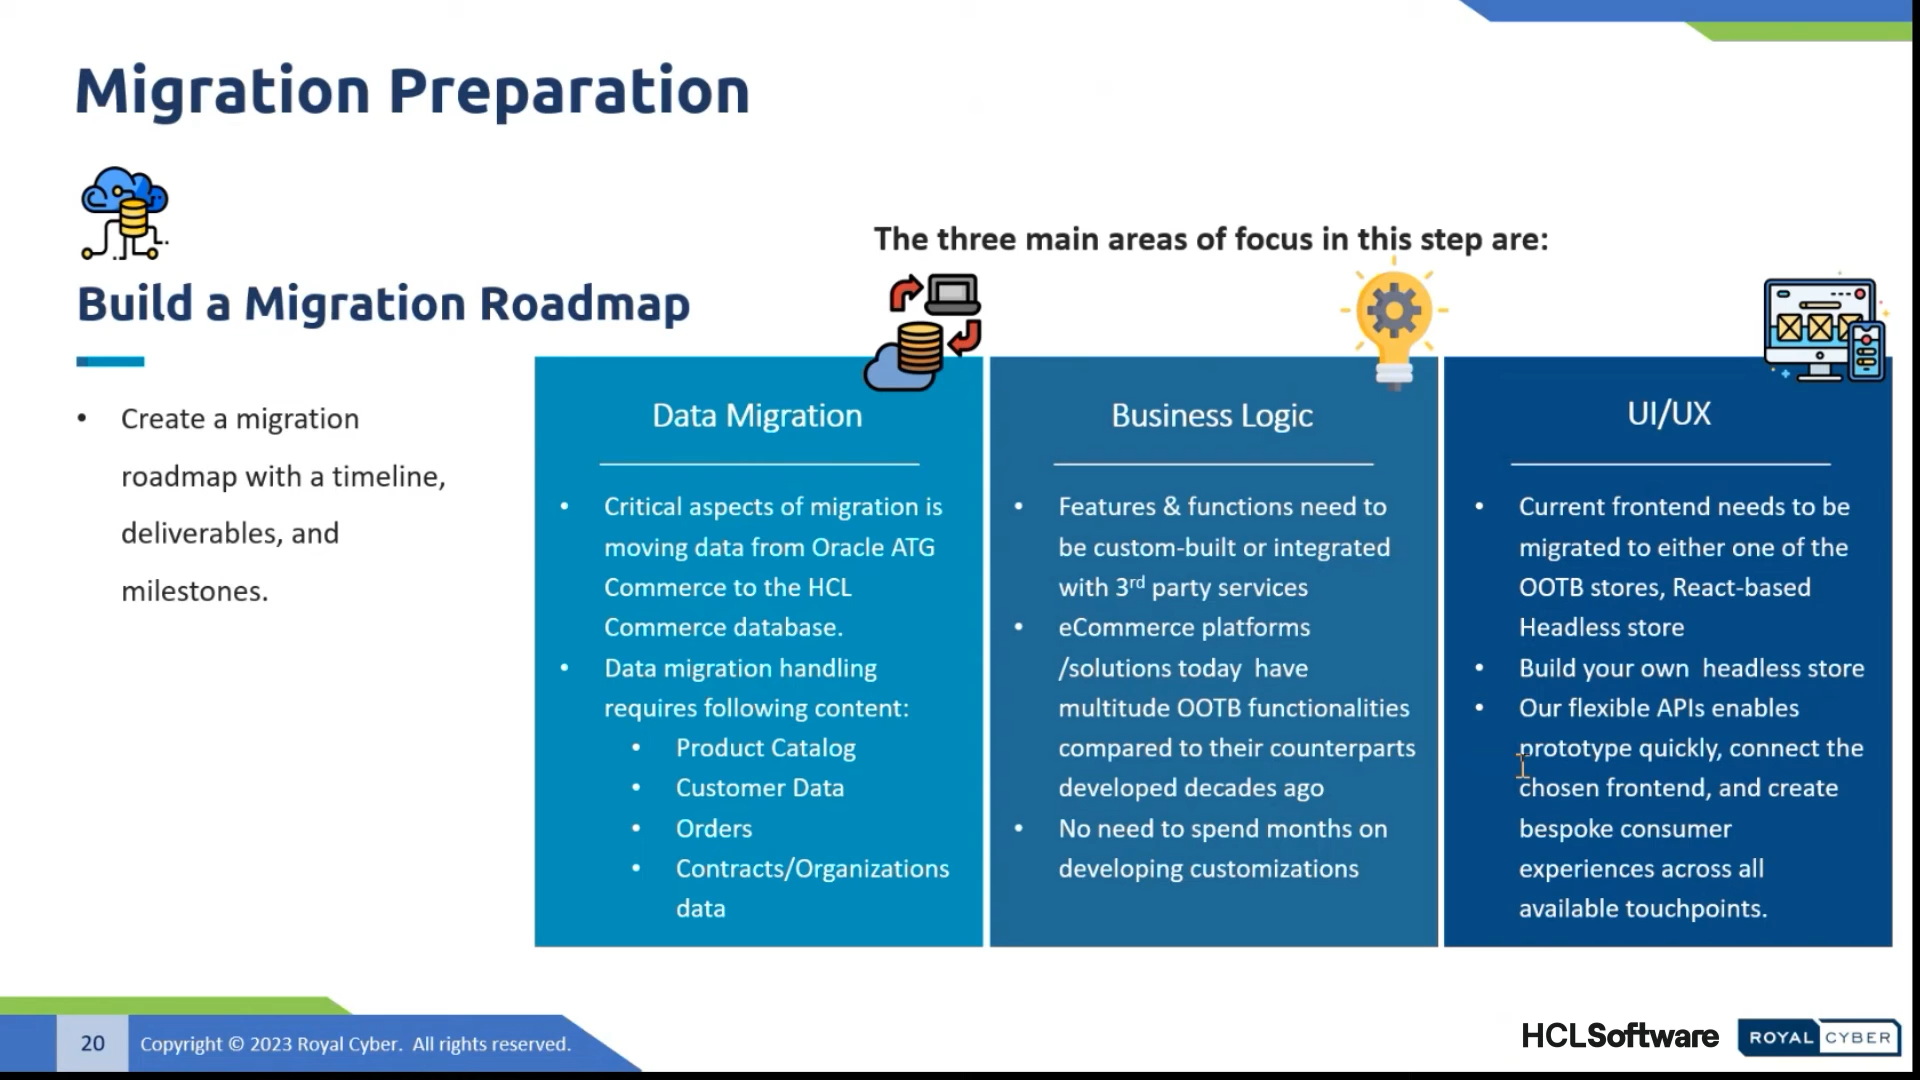 Migration Preparation
Build a Migration Roadmap
• Create a migration
roadmap with a timeline,
deliverables, and
milestones.
The three main areas of focus in this step are:
Data Migration
• Critical aspects of migration is
moving data from Oracle ATG
Commerce to the HCL
Commerce database.
• Data migration handling
requires following content:
• Product Catalog
• Customer Data
• Orders
• Contracts/Organizations
data
Business Logic
• Features & functions need to
be custom-built or integrated
with 3rd party services
• eCommerce platforms
/solutions today have
multitude OOTB functionalities
compared to their counterparts
developed decades ago
• No need to spend months on
developing customizations
UI/UX
• Current frontend needs to be
migrated to either one of the
OOTB stores, React-based
Headless store
• Build your own headless store
• Our flexible APIs enables
prototype quickly, connect the
chosen frontend, and create
bespoke consumer
experiences across all
available touchpoints.
20
Copyright © 2023 Royal Cyber. All rights reserved.
HCLSoftware
ROYAL CYBER